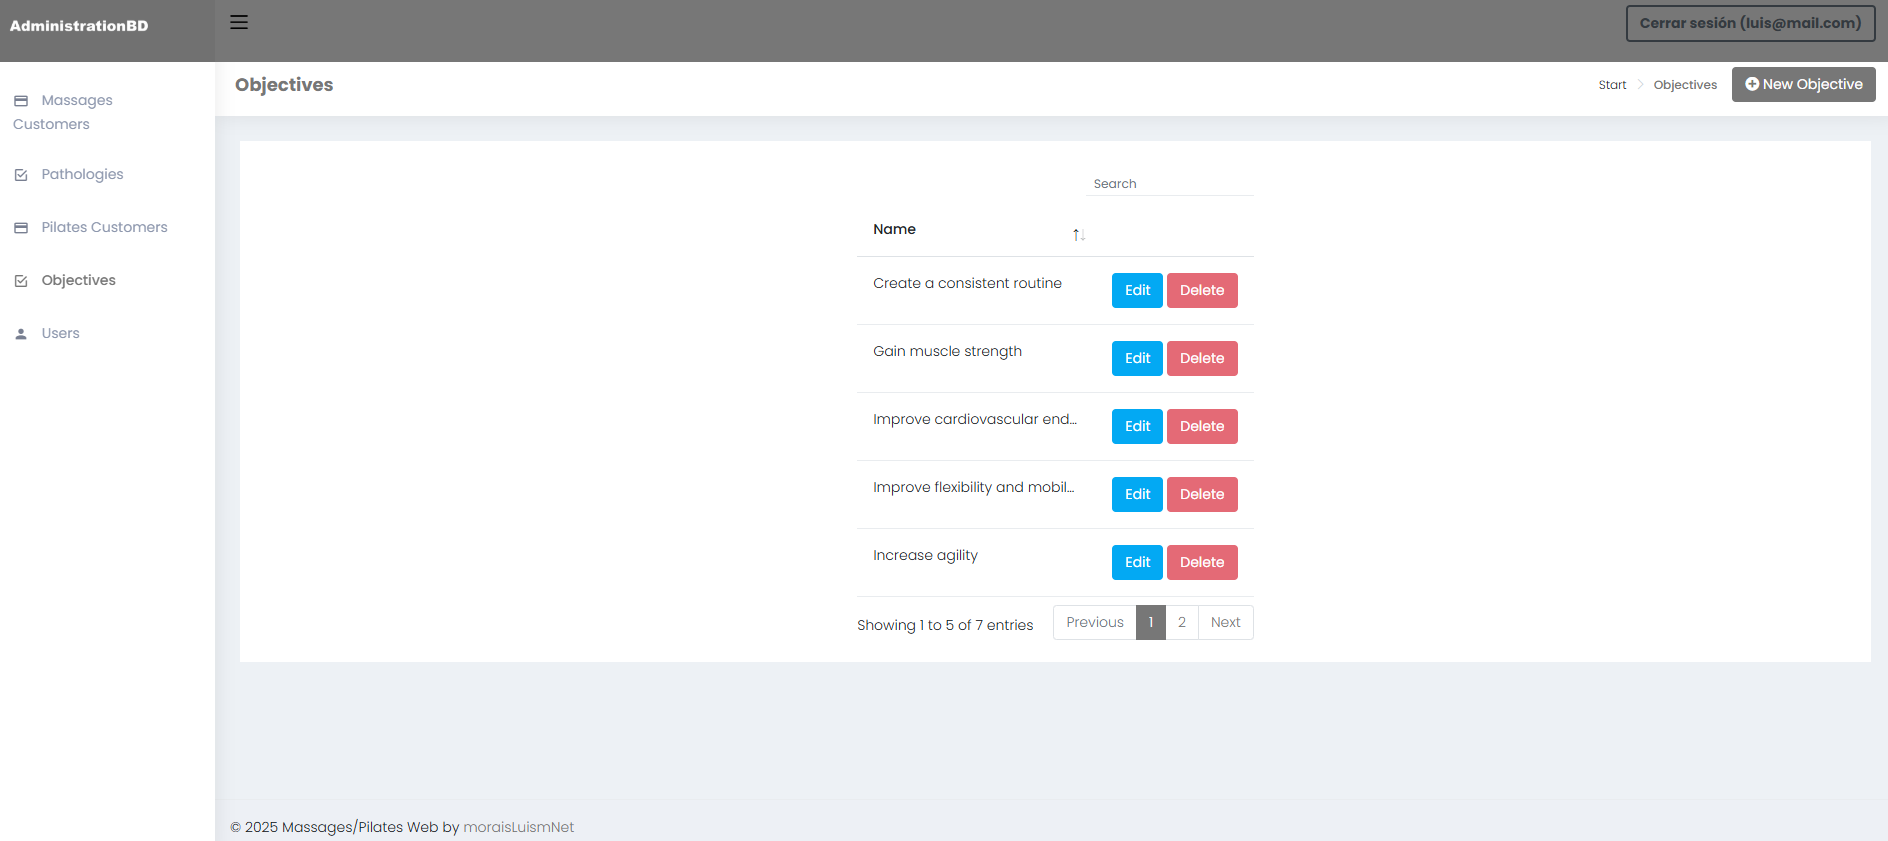 AdministrationBD
Cerrar sesión (luis@mail.com)
Massages
Customers
Pathologies
Pilates Customers
Objectives
Users
Objectives
Start
Objectives
New Objective
Search
Name
Create a consistent routine
Edit Delete
Gain muscle strength
Edit Delete
Improve cardiovascular end...
Edit Delete
Improve flexibility and mobil...
Edit Delete
Increase agility
Edit Delete
Showing 1 to 5 of 7 entries
Previous 1 2 Next
© 2025 Massages/Pilates Web by moraisLuismNet